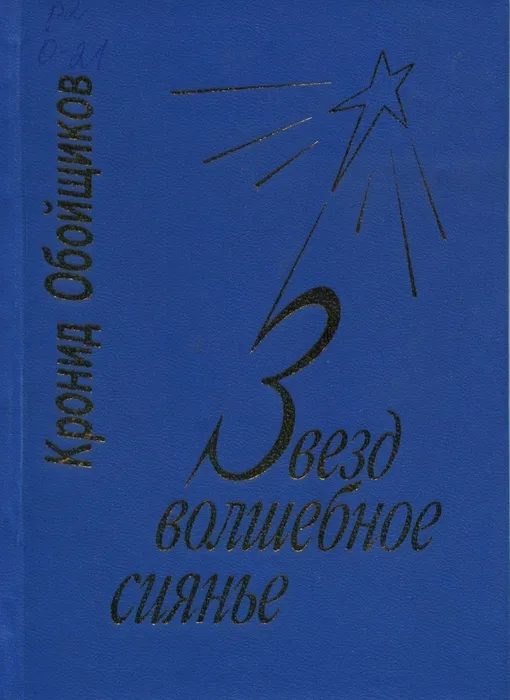 р2
О-21
Кронид Обойщиков
Звезд
волшебное
сиянье